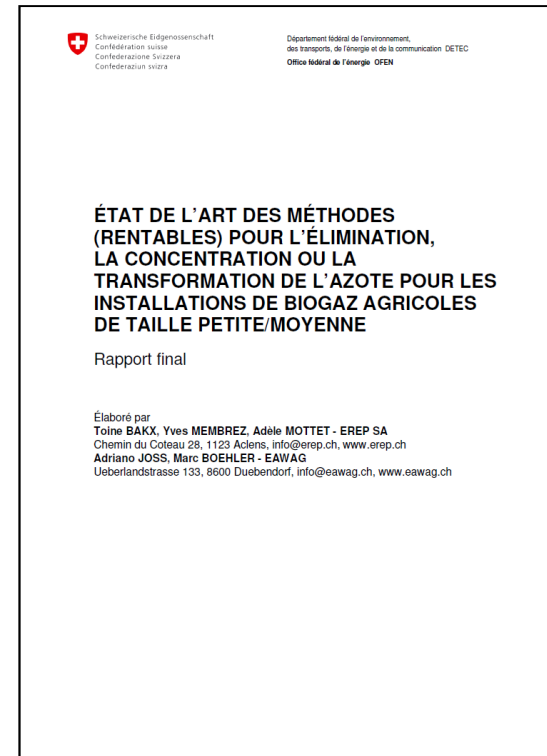 Schweizerische Eidgenossenschaft
Confédération suisse
Confederazione Svizzera
Confederaziun svizra
Département fédéral de l'environnement,
des transports, de l'énergie et de la communication DETEC
Office fédéral de l'énergie OFEN
ÉTAT DE L'ART DES MÉTHODES
(RENTABLES) POUR L'ÉLIMINATION,
LA CONCENTRATION OU LA
TRANSFORMATION DE L'AZOTE POUR LES
INSTALLATIONS DE BIOGAZ AGRICOLES
DE TAILLE PETITE/MOYENNE
Rapport final
Élaboré par
Toine BAKX, Yves MEMBREZ, Adèle MOTTET - EREP SA
Chemin du Coteau 28, 1123 Aclens, info@erep.ch, www.erep.ch
Adriano JOSS, Marc BOEHLER - EAWAG
Ueberlandstrasse 133, 8600 Duebendorf, info@eawag.ch, www.eawag.ch